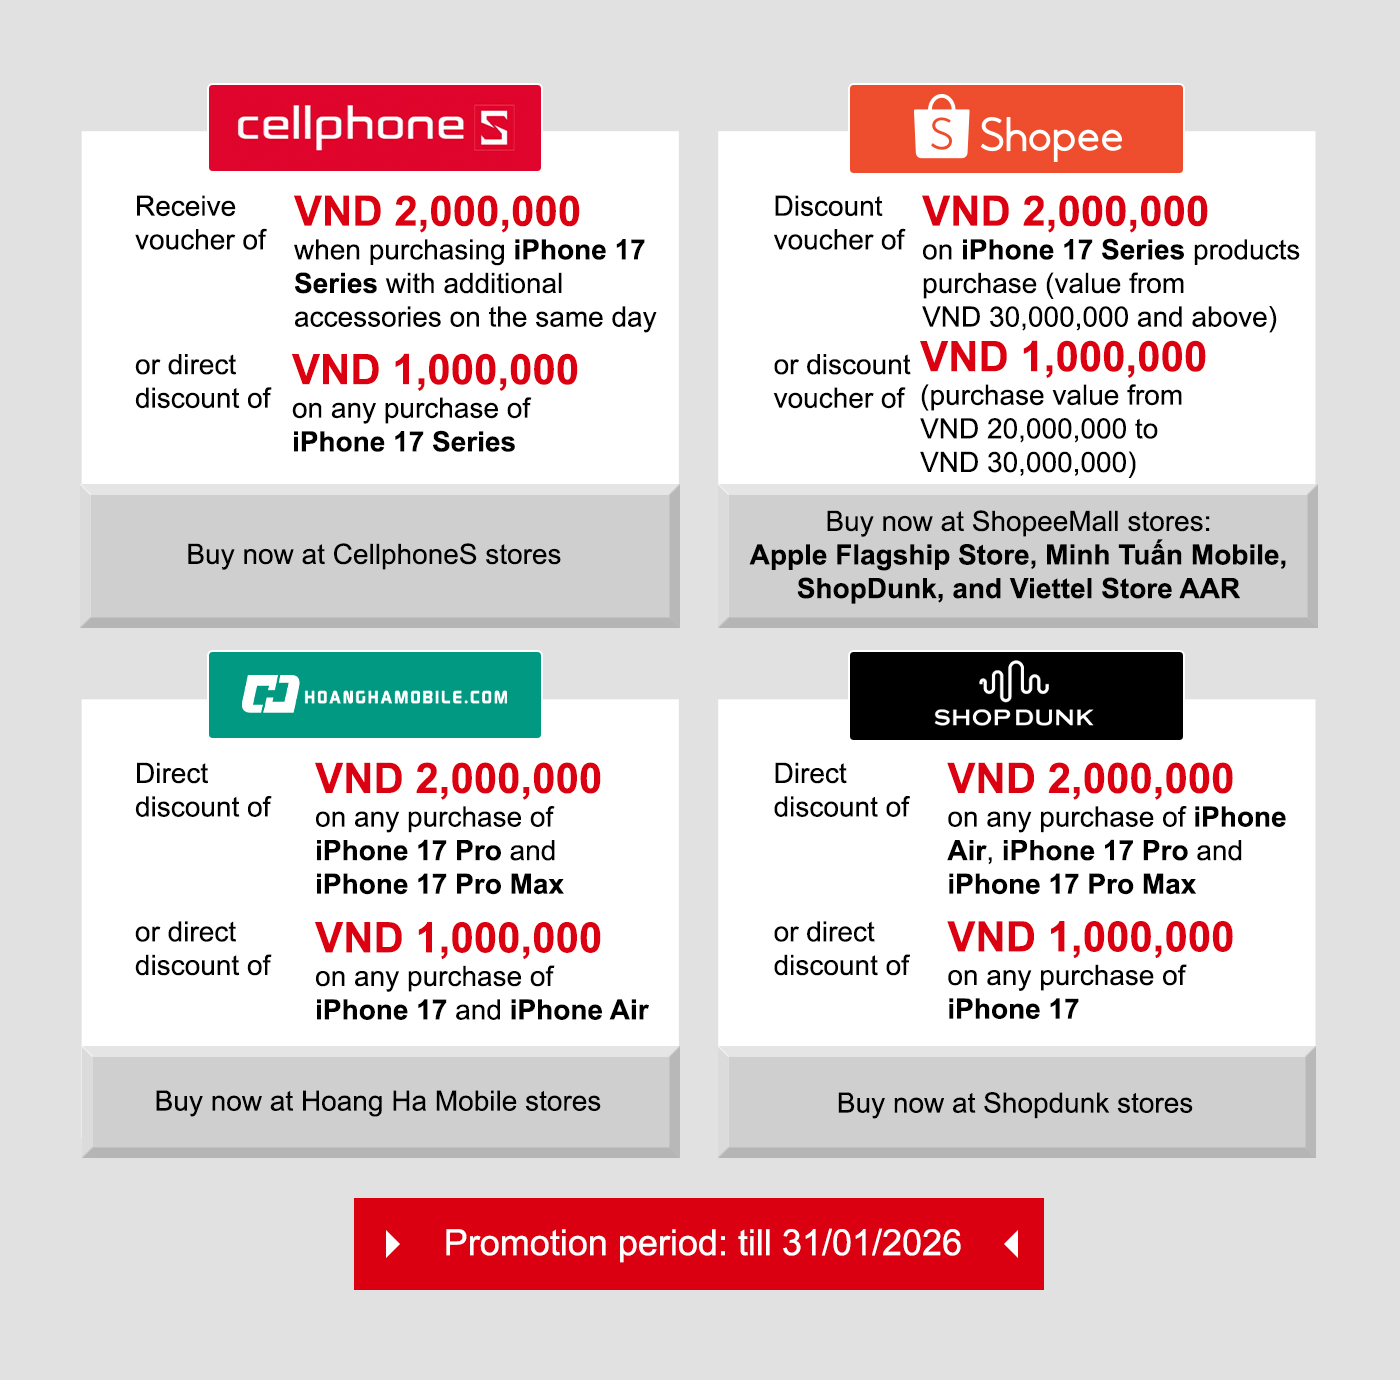 cellphoneS
Receive
voucher of
VND 2,000,000
when purchasing iPhone 17
Series with additional
accessories on the same day
or direct
discount of
VND 1,000,000
on any purchase of
iPhone 17 Series
Buy now at CellphoneS stores
S Shopee
Discount
voucher of
VND 2,000,000
on iPhone 17 Series products
purchase (value from
VND 30,000,000 and above)
or discount
voucher of
VND 1,000,000
(purchase value from
VND 20,000,000 to
VND 30,000,000)
Buy now at ShopeeMall stores:
Apple Flagship Store, Minh Tuấn Mobile,
ShopDunk, and Viettel Store AAR
HOANGHAMOBILE.COM
Direct
discount of
VND 2,000,000
on any purchase of
iPhone 17 Pro and
iPhone 17 Pro Max
or direct
discount of
VND 1,000,000
on any purchase of
iPhone 17 and iPhone Air
Buy now at Hoang Ha Mobile stores
SHOPDUNK
Direct
discount of
VND 2,000,000
on any purchase of iPhone
Air, iPhone 17 Pro and
iPhone 17 Pro Max
or direct
discount of
VND 1,000,000
on any purchase of
iPhone 17
Buy now at Shopdunk stores
Promotion period: till 31/01/2026